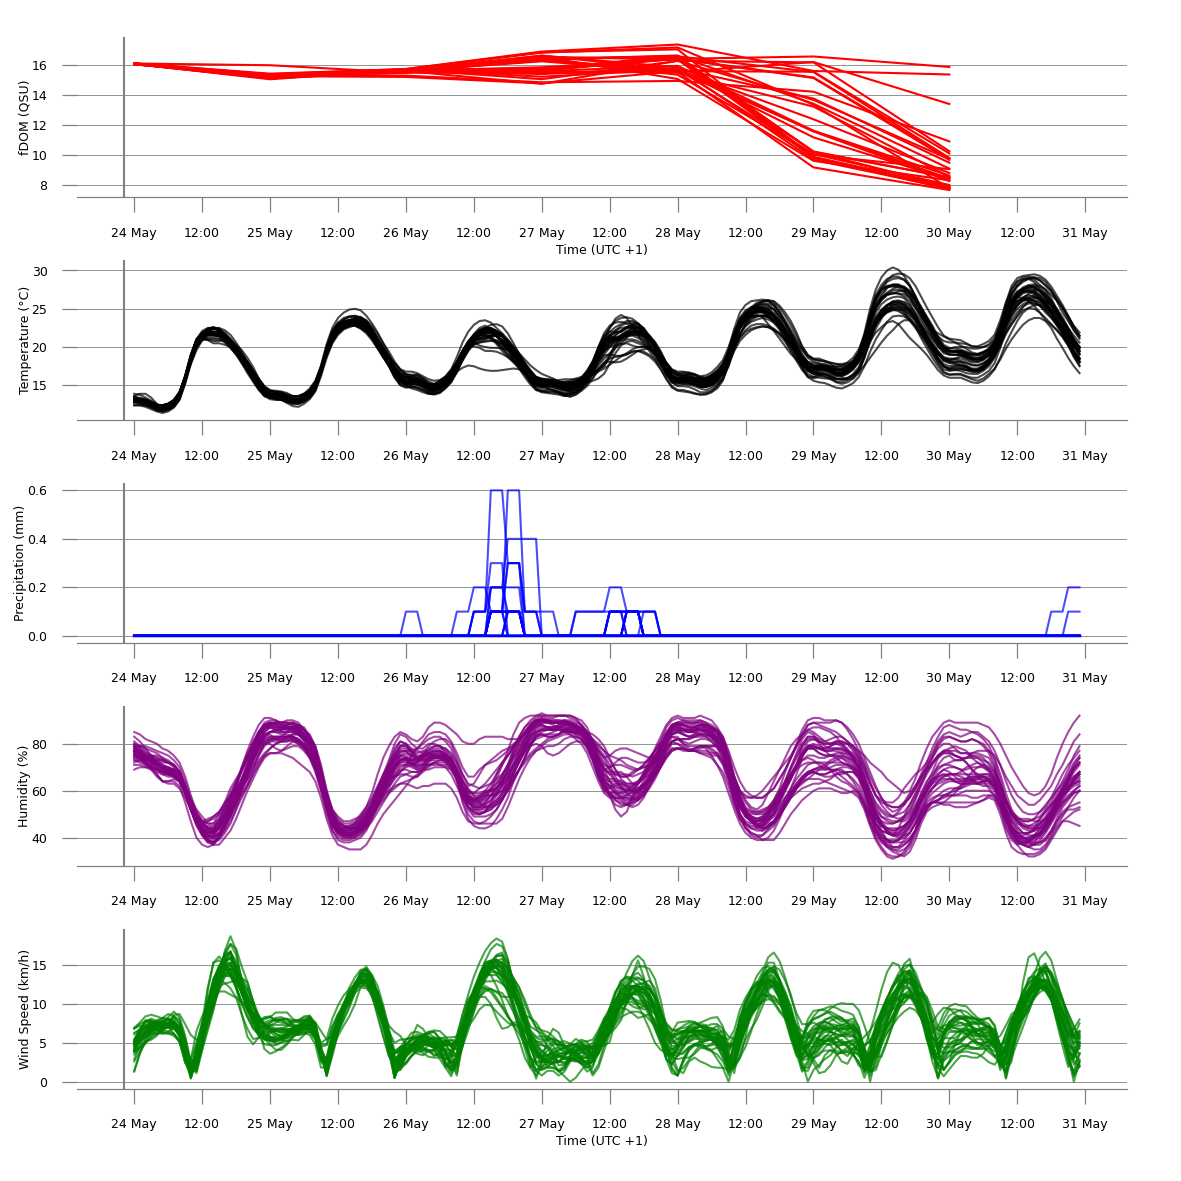 16
14
12
10
8
fDOM (QSU)
24 May 12:00 25 May 12:00 26 May 12:00 27 May 12:00 28 May 12:00 29 May 12:00 30 May 12:00 31 May
Time (UTC +1)
30
25
20
15
Temperature (°C)
24 May 12:00 25 May 12:00 26 May 12:00 27 May 12:00 28 May 12:00 29 May 12:00 30 May 12:00 31 May
0.6
0.4
0.2
0.0
Precipitation (mm)
24 May 12:00 25 May 12:00 26 May 12:00 27 May 12:00 28 May 12:00 29 May 12:00 30 May 12:00 31 May
80
60
40
Humidity (%)
24 May 12:00 25 May 12:00 26 May 12:00 27 May 12:00 28 May 12:00 29 May 12:00 30 May 12:00 31 May
15
10
5
0
Wind Speed (km/h)
24 May 12:00 25 May 12:00 26 May 12:00 27 May 12:00 28 May 12:00 29 May 12:00 30 May 12:00 31 May
Time (UTC +1)